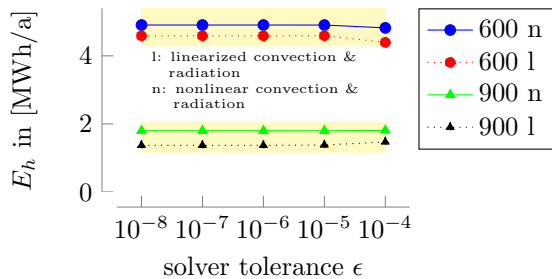 E_h in [MWh/a]
4
2
0
l: linearized convection &
radiation
n: nonlinear convection &
radiation
10^{-8} 10^{-7} 10^{-6} 10^{-5} 10^{-4}
solver tolerance ϵ
600 n
600 l
900 n
900 l